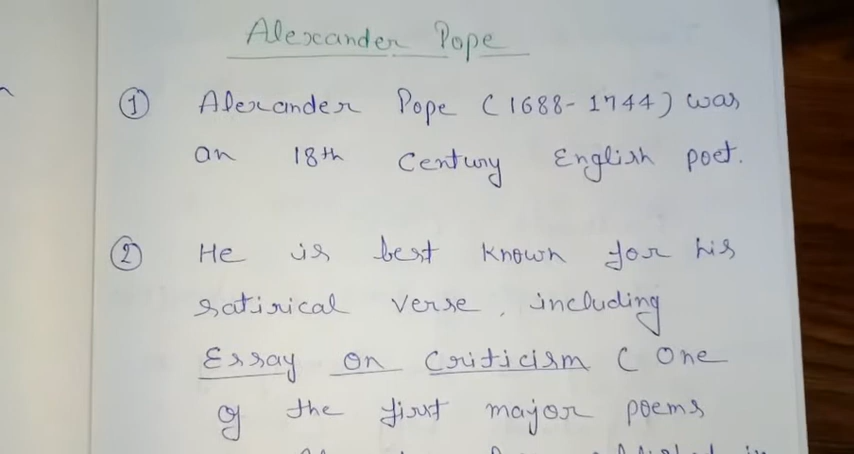 Alexander Pope
① Alexander Pope (1688-1744) was
an 18th Century English poet.
② He is best known for his
satirical verse, including
Essay on Criticism ( One
of the first major poems